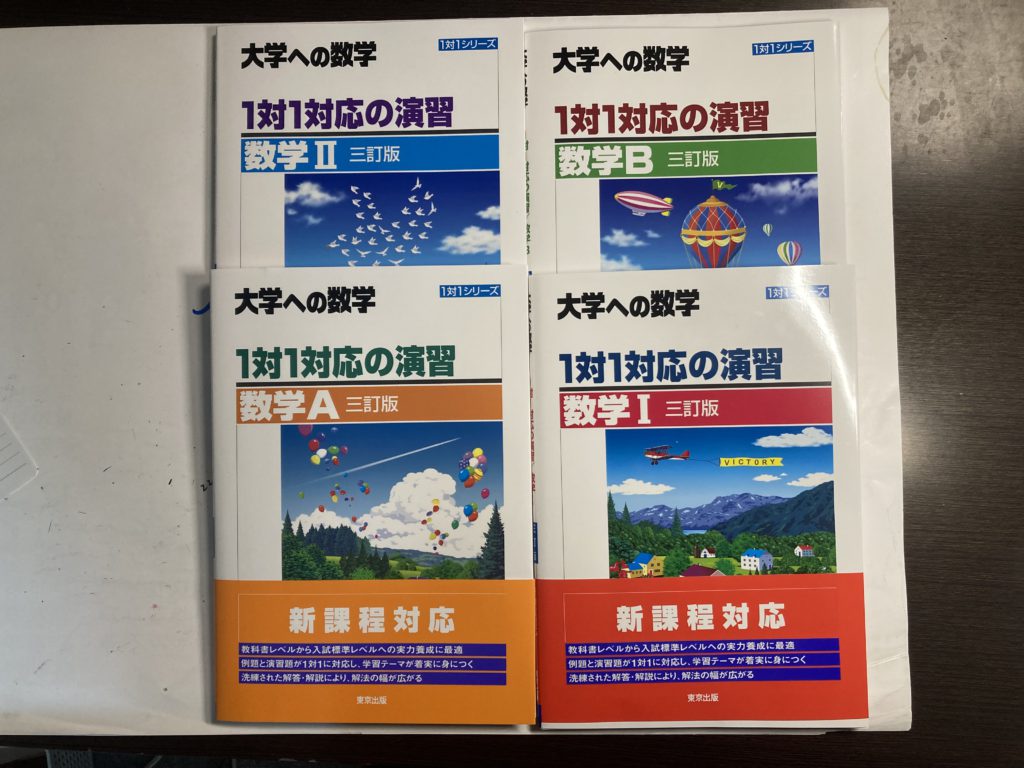 大学への数学
1対1シリーズ
1対1対応の演習
数学Ⅱ 三訂版
大学への数学
1対1シリーズ
1対1対応の演習
数学B 三訂版
V
大学への数学
1対1シリーズ
1対1対応の演習
数学A 三訂版
新課程対応
教科書レベルから入試標準レベルへの実力養成に最適
例題と演習題が1対1に対応し、学習テーマが着実に身につく
洗練された解答・解説により、解法の幅が広がる
東京出版
大学への数学
1対1シリーズ
1対1対応の演習
数学Ⅰ 三訂版
VICTORY
新課程対応
教科書レベルから入試標準レベルへの実力養成に最適
例題と演習題が1対1に対応し、学習テーマが着実に身につく
洗練された解答・解説により、解法の幅が広がる
東京出版